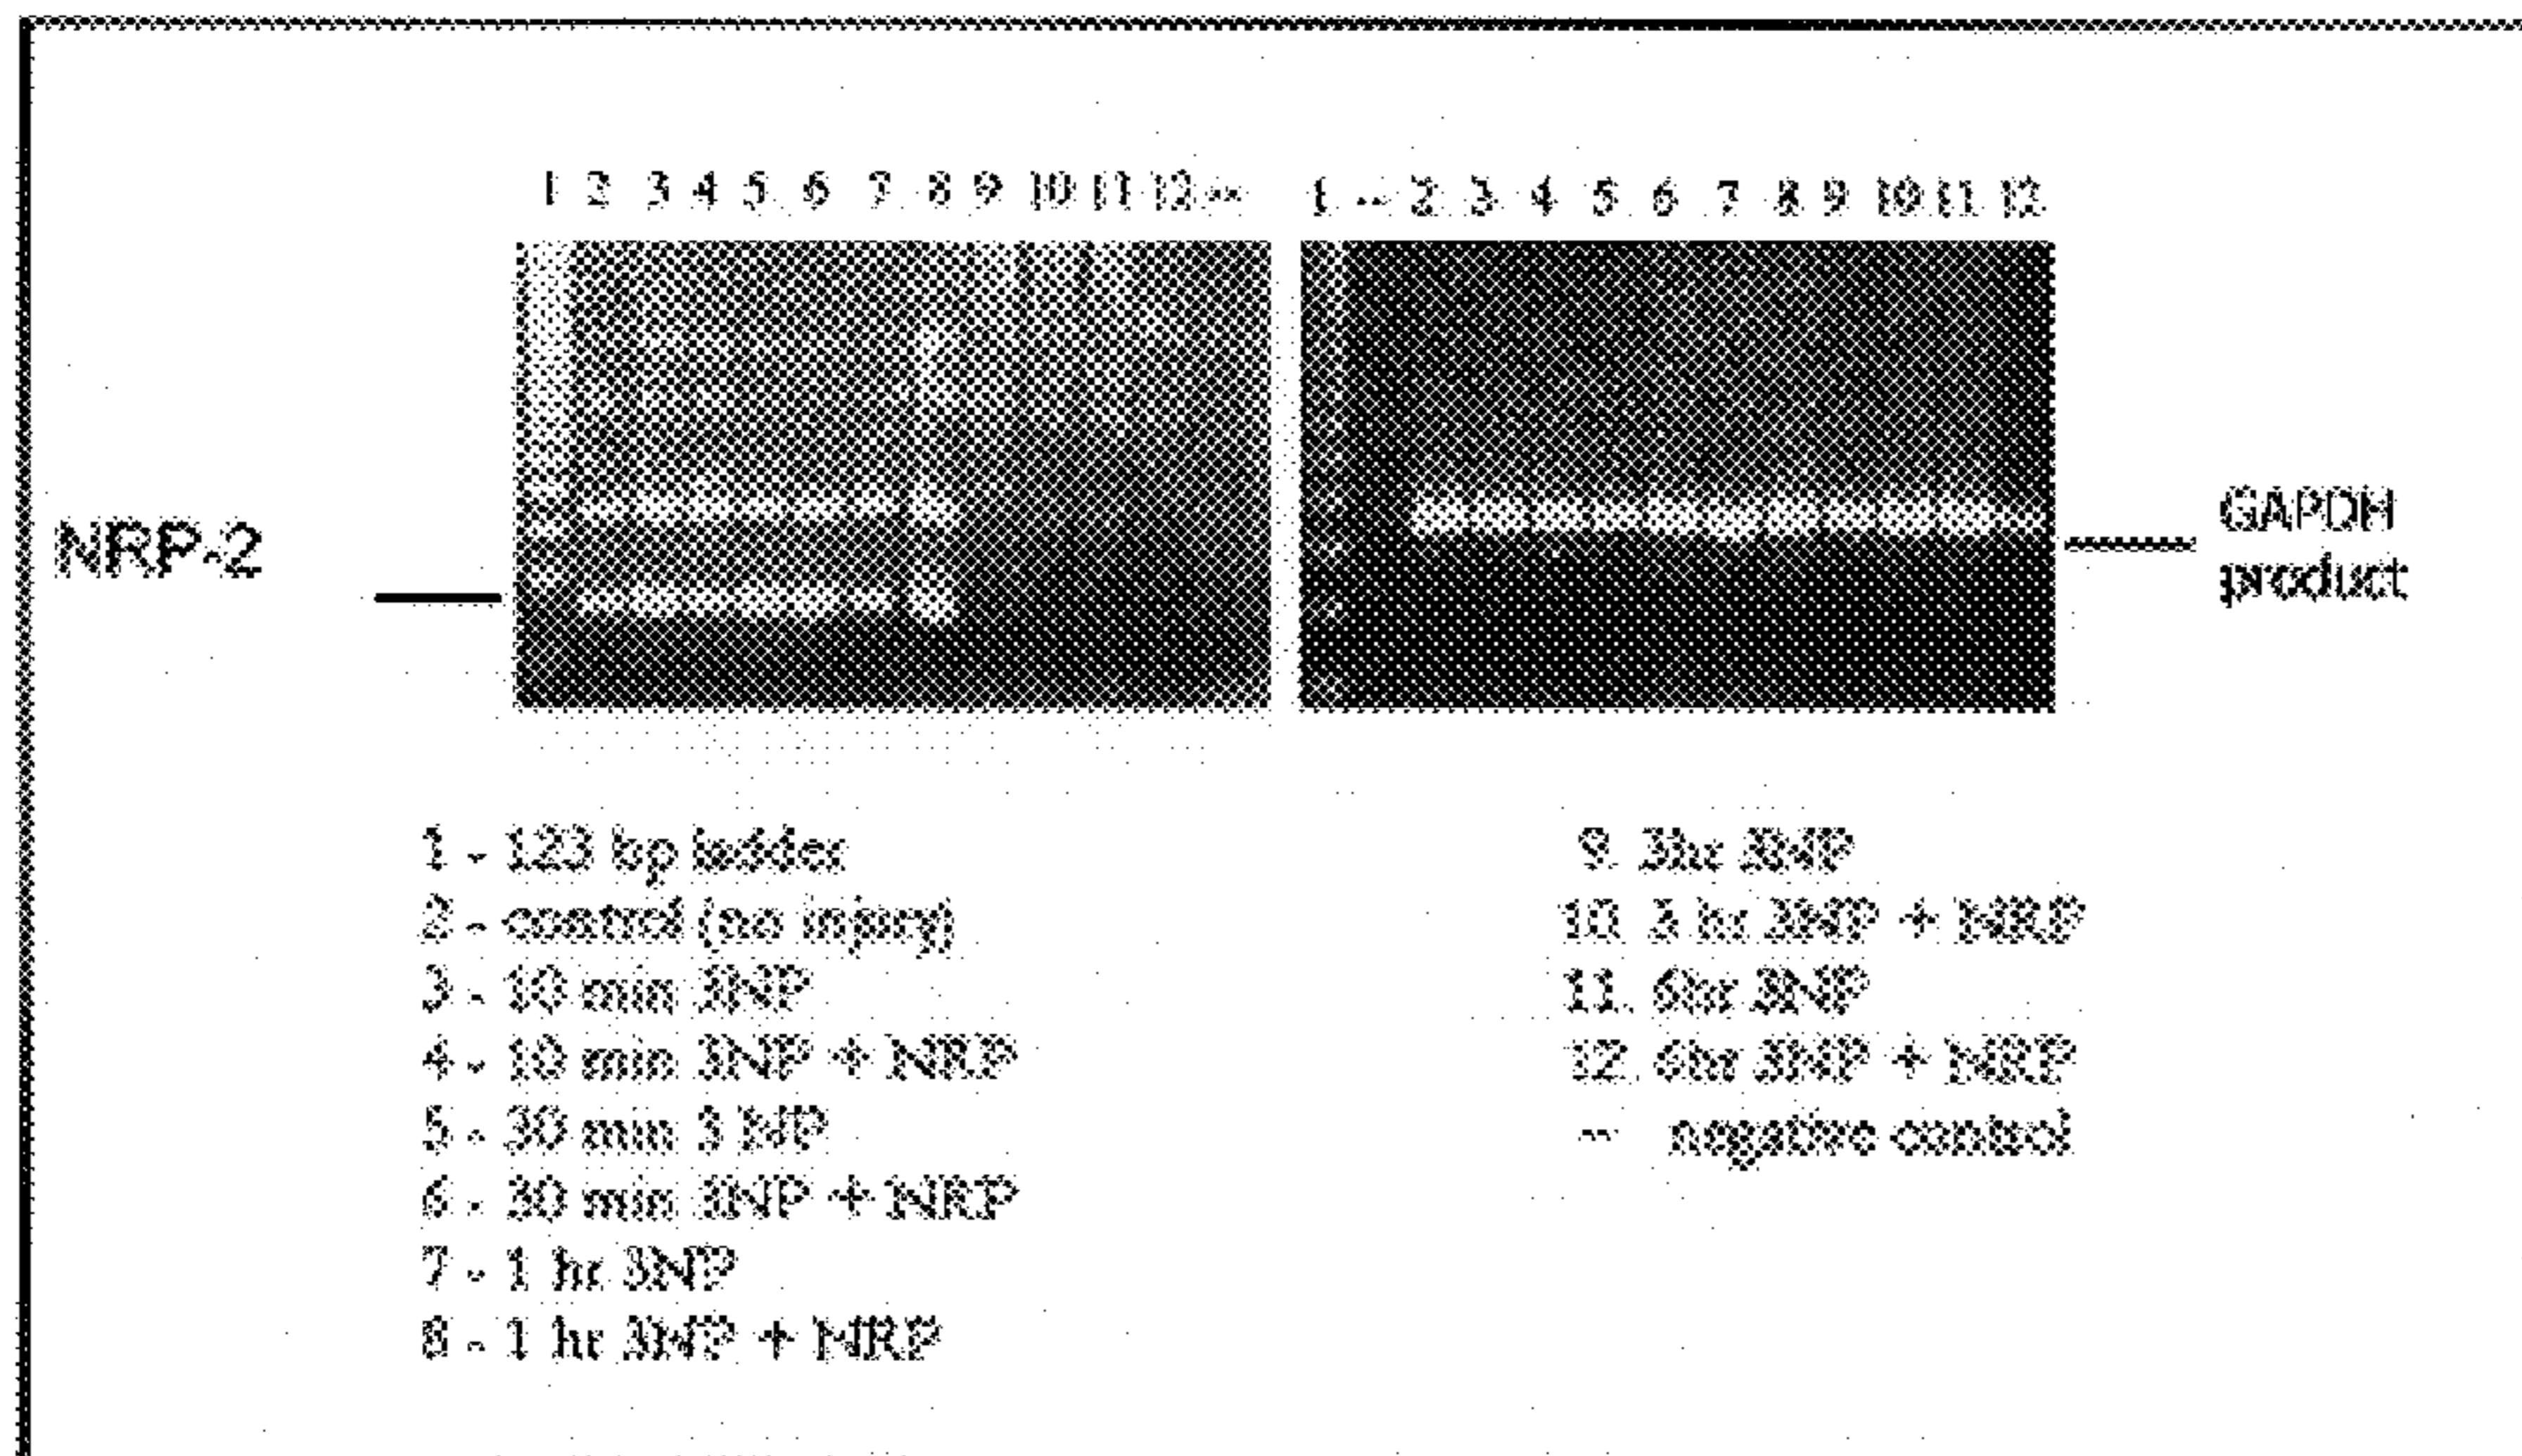 1 2 3 4 5 6 7 8 9 10 11 12 --
1 -- 2 3 4 5 6 7 8 9 10 11 12
NRP-2
GAPDH
product
1 - 123 bp ladder
2 - control (no injury)
3 - 10 min 3NP
4 - 10 min 3NP + NRP
5 - 30 min 3 NP
6 - 30 min 3NP + NRP
7 - 1 hr 3NP
8 - 1 hr 3NP + NRP
9. 3hr 3NP
10. 3 hr 3NP + NRP
11. 6hr 3NP
12. 6hr 3NP + NRP
-- negative control